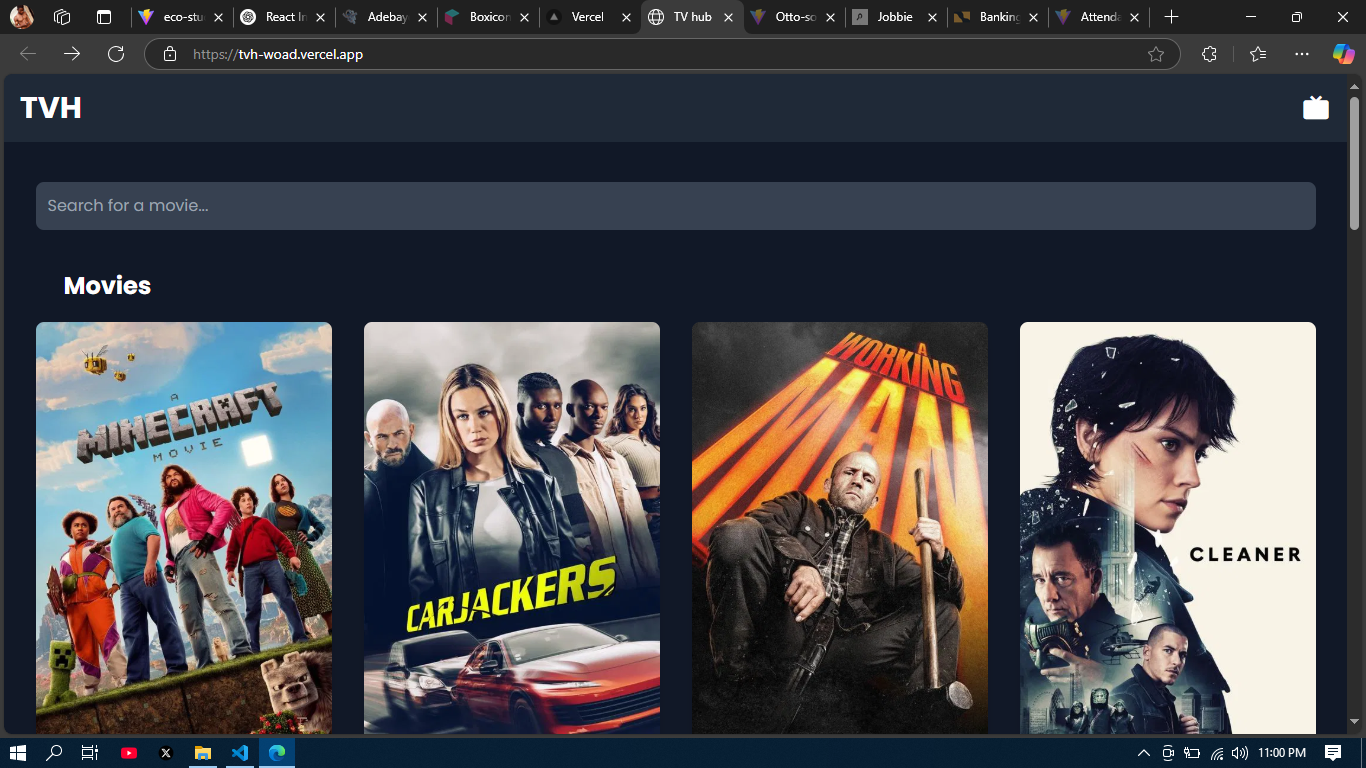 eco-stu
React In
Adebay
Boxicon
Vercel
TV hub
Otto-so
Jobbie
Banking
Attenda
https://tvh-woad.vercel.app
TVH
Search for a movie...
Movies
A
MINECRAFT
MOVIE
CARJACKERS
A
WORKING
MAN
CLEANER
11:00 PM